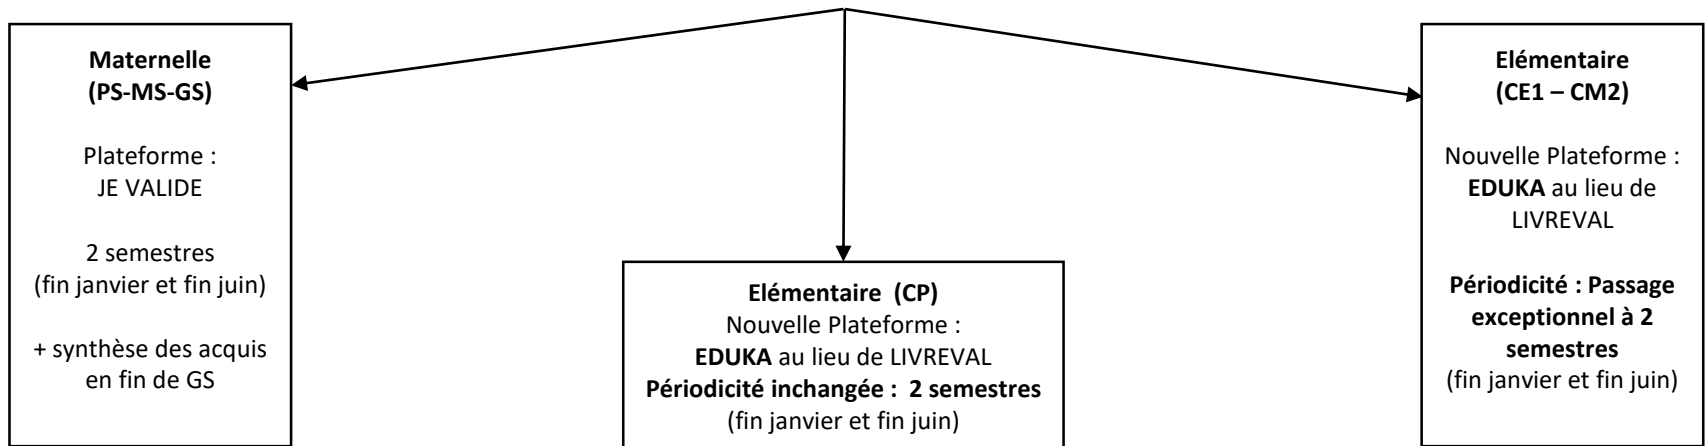 Maternelle
(PS-MS-GS)
Plateforme :
JE VALIDE
2 semestres
(fin janvier et fin juin)
+ synthèse des acquis
en fin de GS
Elémentaire (CP)
Nouvelle Plateforme :
EDUKA au lieu de LIVREVAL
Périodicité inchangée : 2 semestres
(fin janvier et fin juin)
Elémentaire
(CE1 – CM2)
Nouvelle Plateforme :
EDUKA au lieu de
LIVREVAL
Périodicité : Passage
exceptionnel à 2
semestres
(fin janvier et fin juin)